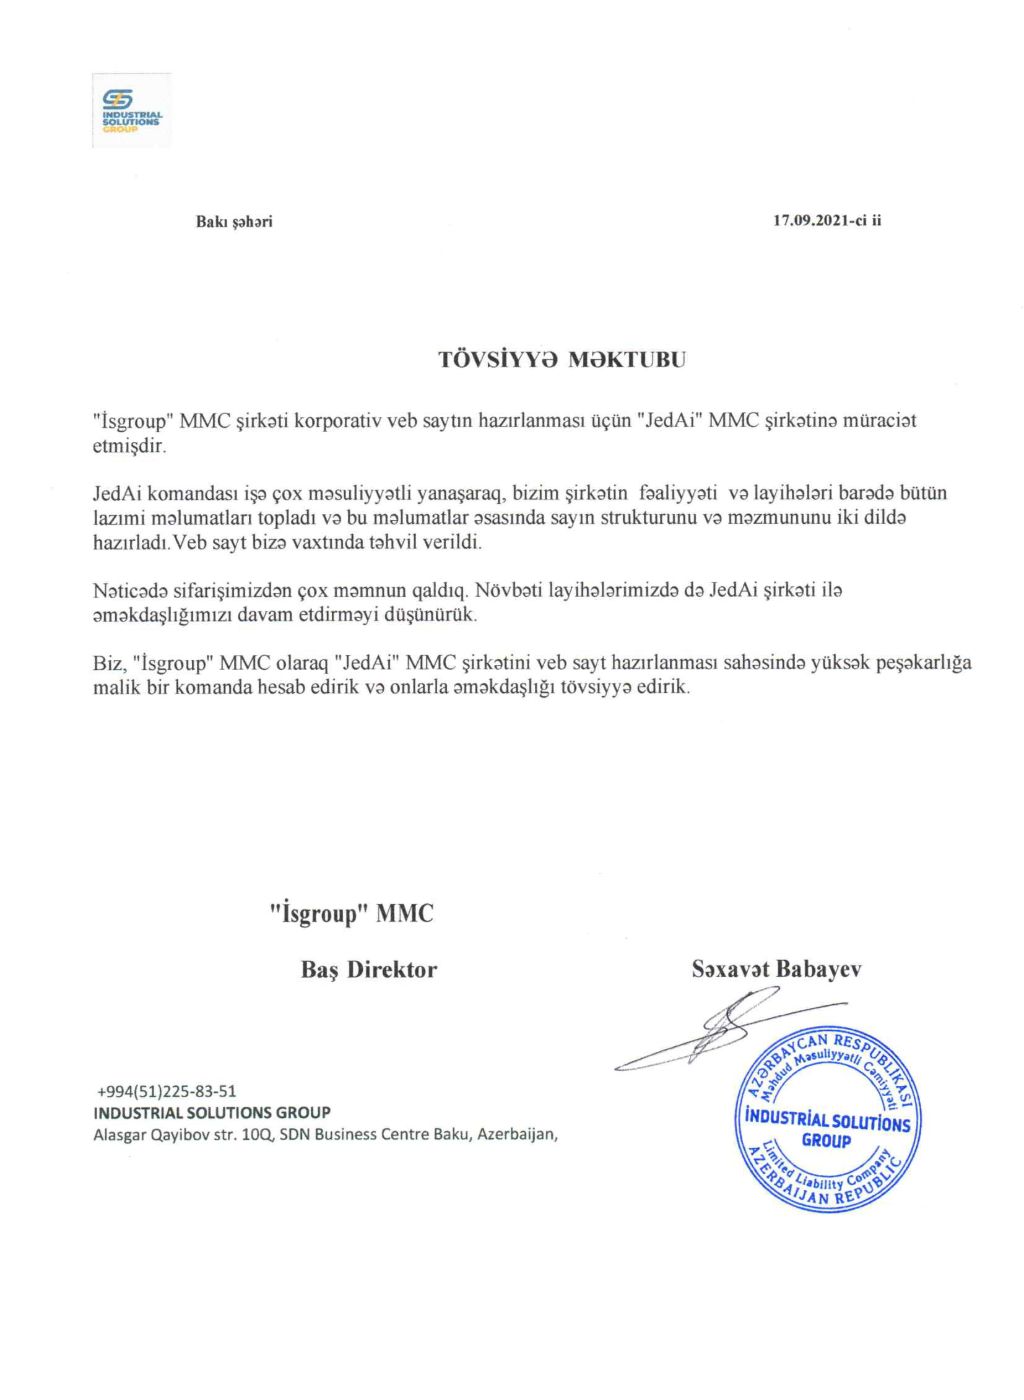 INDUSTRIAL
SOLUTIONS
GROUP
Bakı şəhəri
17.09.2021-ci ii
TÖVSİYYƏ MƏKTUBU
"İsgroup" MMC şirkəti korporativ veb saytın hazırlanması üçün "JedAi" MMC şirkətinə müraciət
etmişdir.
JedAi komandası işə çox məsuliyyətli yanaşaraq, bizim şirkətin fəaliyyəti və layihələri barədə bütün
lazımi məlumatları topladı və bu məlumatlar əsasında sayın strukturunu və məzmununu iki dildə
hazırladı.Veb sayt bizə vaxtında təhvil verildi.
Nəticədə sifarişimizdən çox məmnun qaldıq. Növbəti layihələrimizdə də JedAi şirkəti ilə
əməkdaşlığımızı davam etdirməyi düşünürük.
Biz, "İsgroup" MMC olaraq "JedAi" MMC şirkətini veb sayt hazırlanması sahəsində yüksək peşəkarlığa
malik bir komanda hesab edirik və onlarla əməkdaşlığı tövsiyyə edirik.
"İsgroup" MMC
Baş Direktor
Səxavət Babayev
+994(51)225-83-51
INDUSTRIAL SOLUTIONS GROUP
Alasgar Qayibov str. 10Q, SDN Business Centre Baku, Azerbaijan,
AZƏRBAYCAN RESPUBLİKASI
Məhdud Məsuliyyətli Cəmiyyəti
İNDUSTRİAL SOLUTİONS
GROUP
Limited Liability Company
AZERBAIJAN REPUBLIC